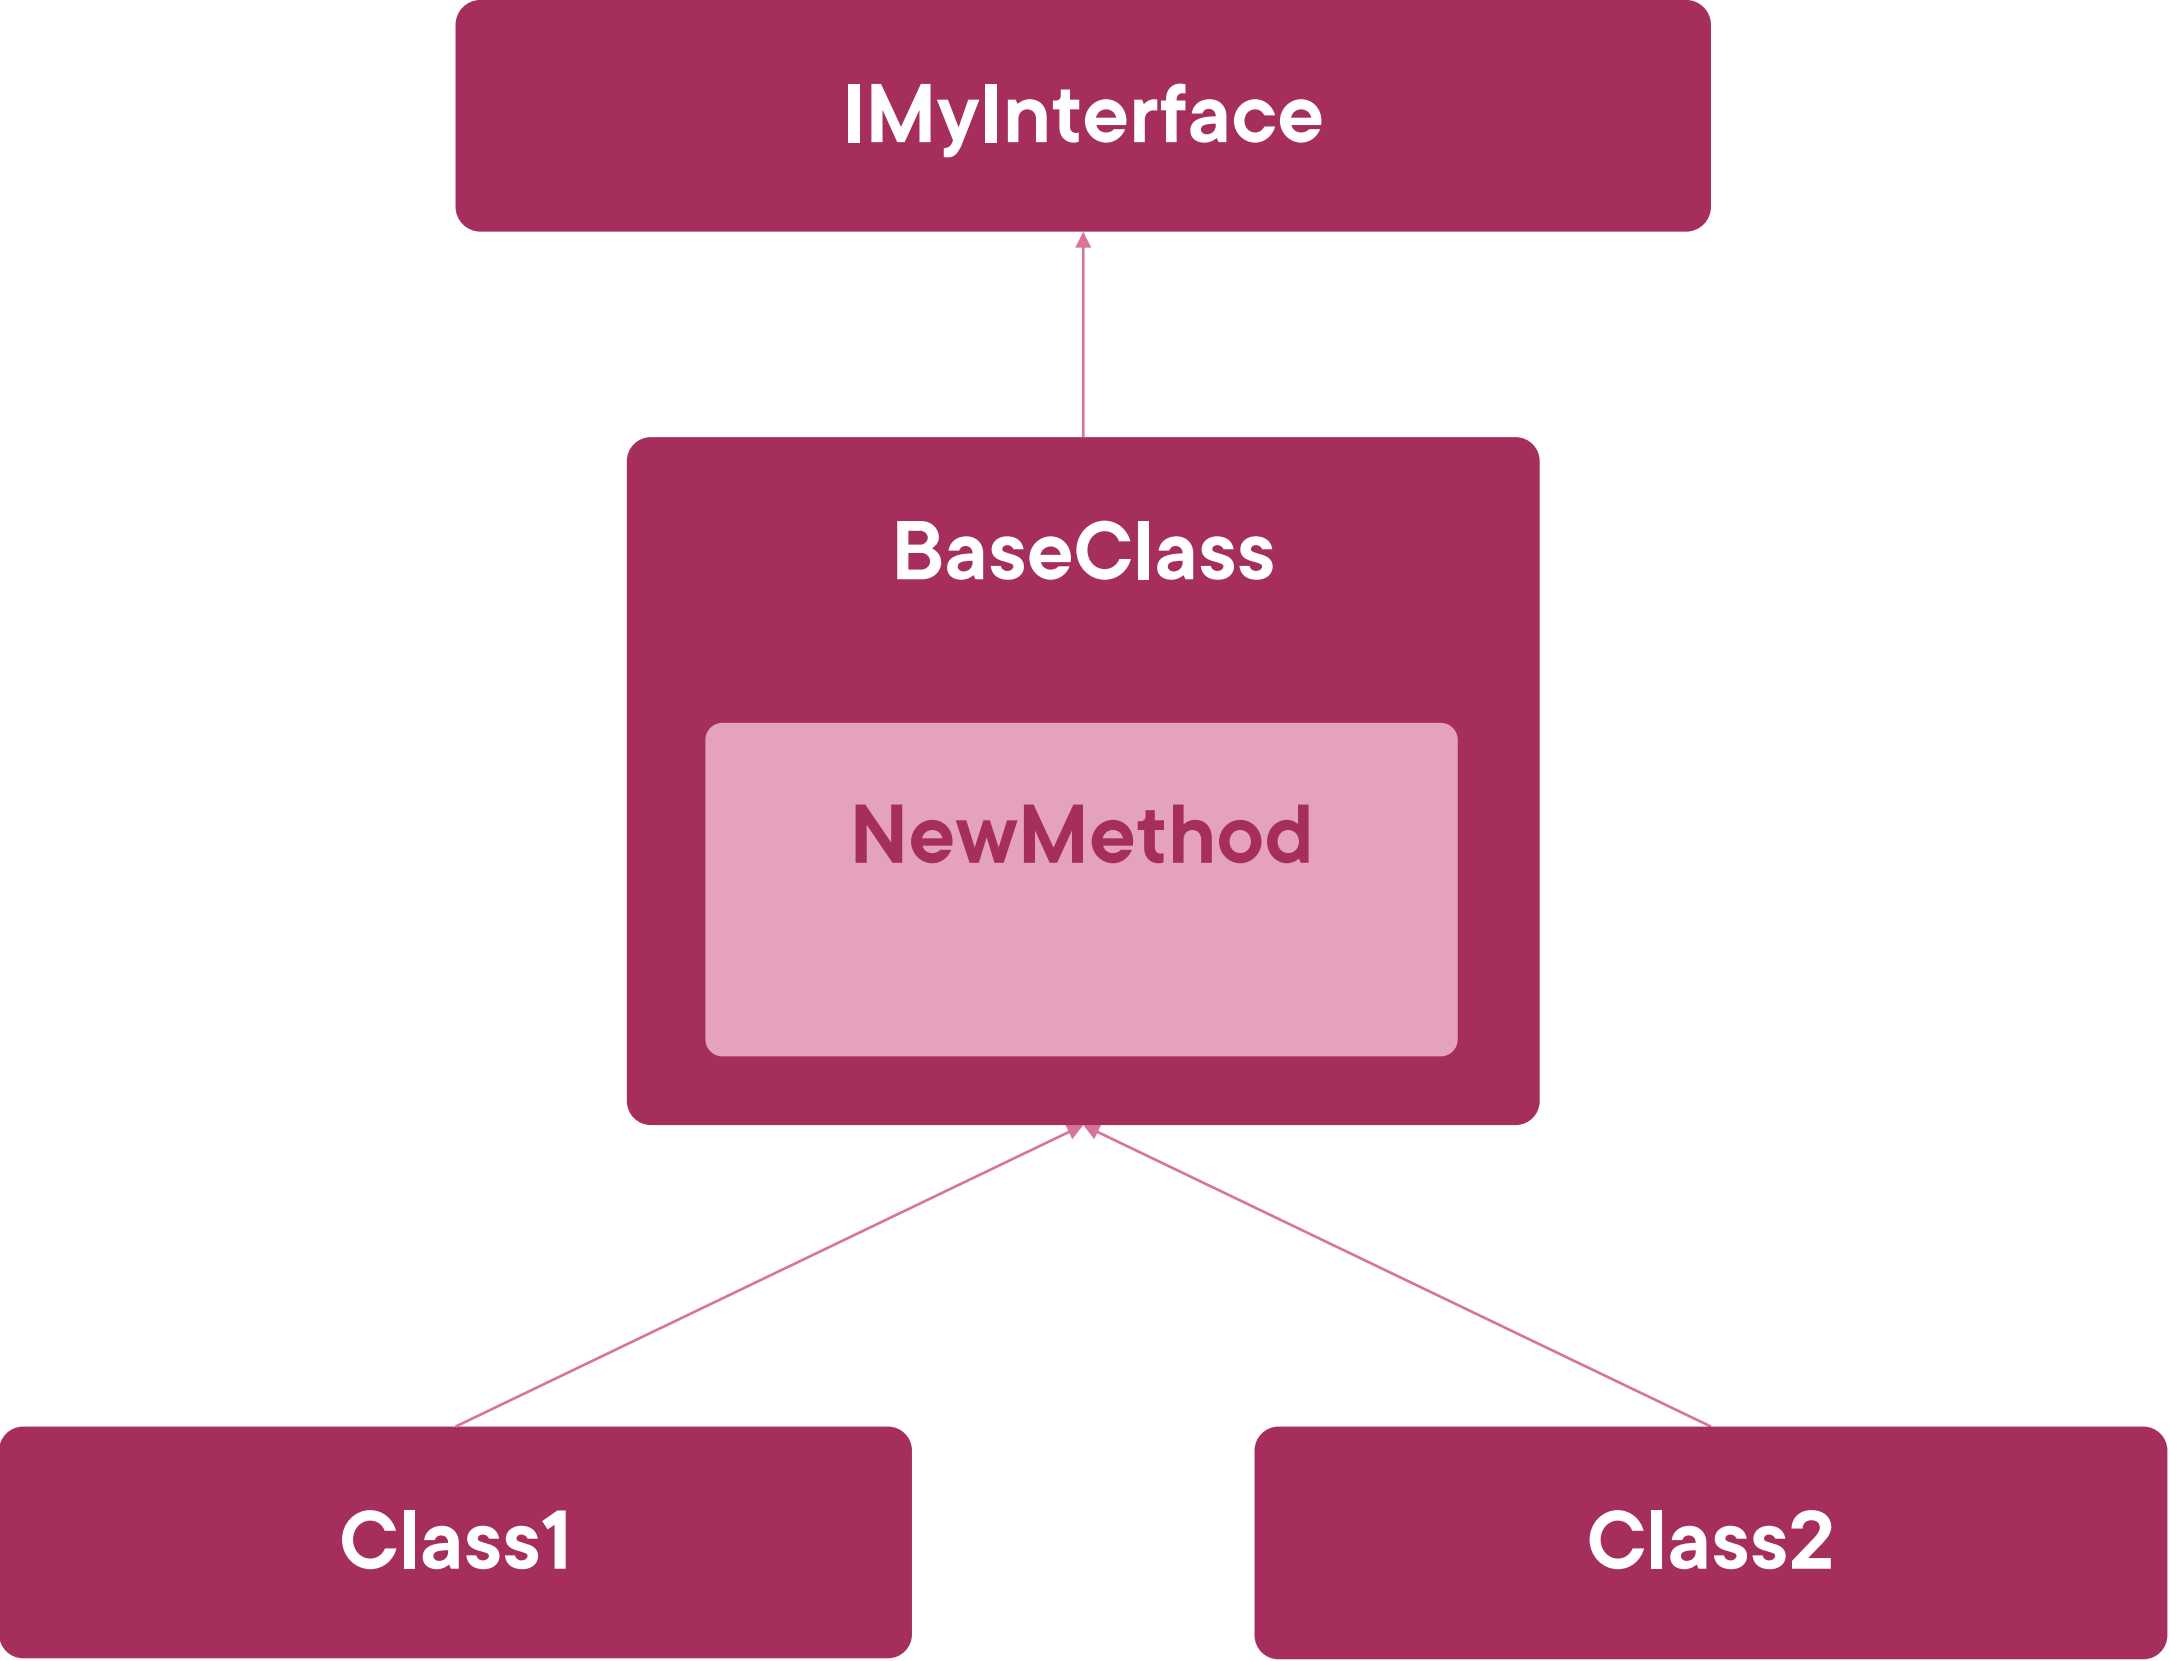 IMyInterface
BaseClass
NewMethod
Class1
Class2